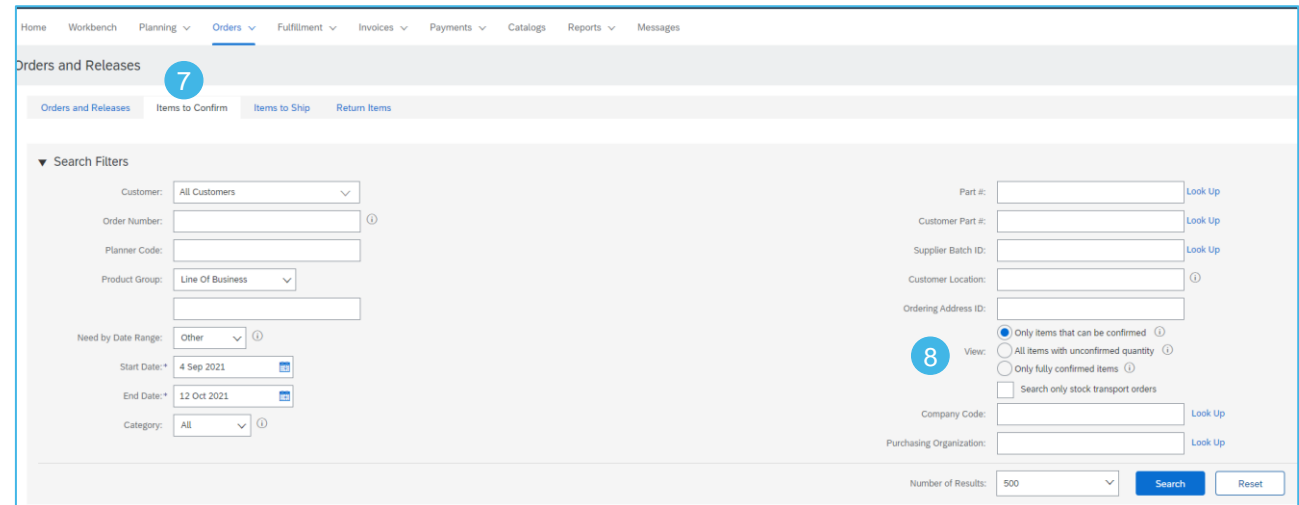 Home Workbench Planning Orders Fulfillment Invoices Payments Catalogs Reports Messages
Orders and Releases
7
Orders and Releases Items to Confirm Items to Ship Return Items
Search Filters
Customer: All Customers
Order Number:
Planner Code:
Product Group: Line Of Business
Need by Date Range: Other
Start Date:* 4 Sep 2021
End Date:* 12 Oct 2021
Category: All
Part #: Look Up
Customer Part #: Look Up
Supplier Batch ID: Look Up
Customer Location:
Ordering Address ID:
8
View: Only items that can be confirmed
All items with unconfirmed quantity
Only fully confirmed items
Search only stock transport orders
Company Code: Look Up
Purchasing Organization: Look Up
Number of Results: 500 Search Reset